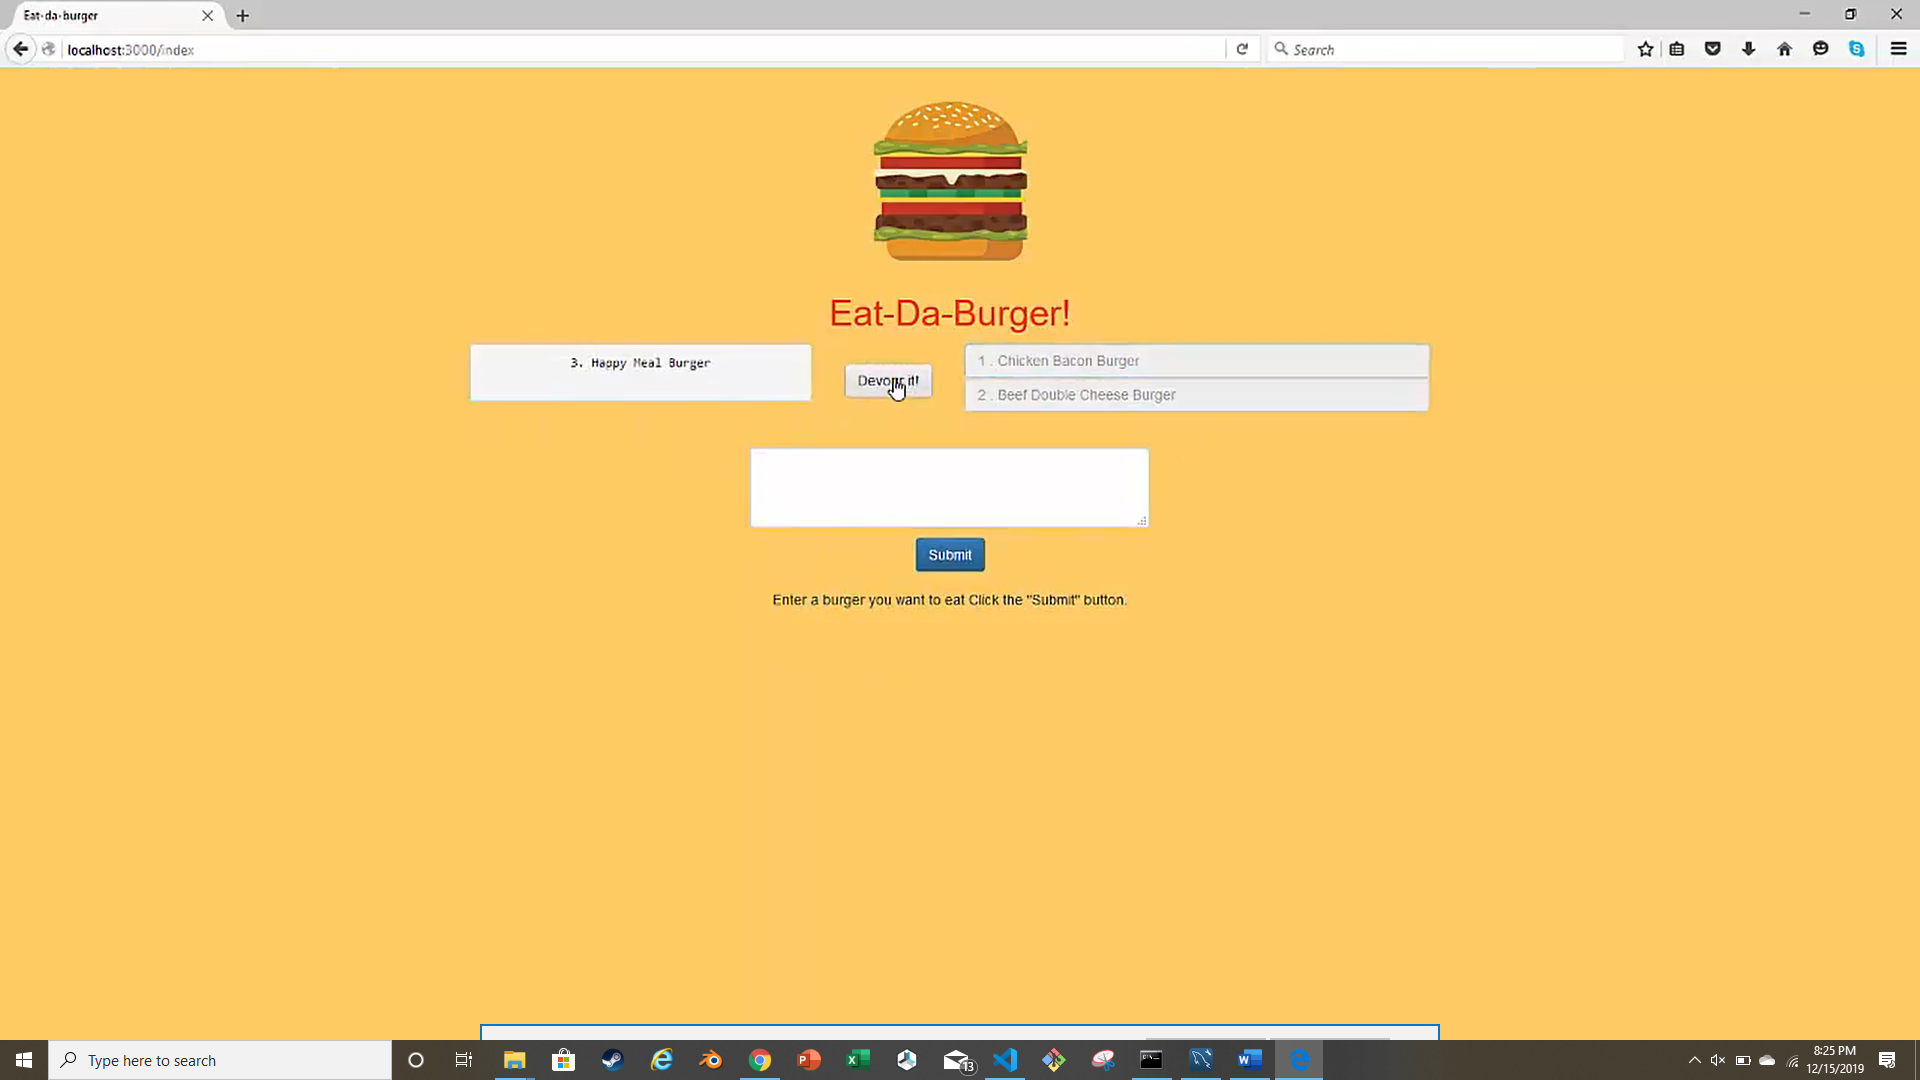 Eat-da-burger
localhost:3000/index
Search
Eat-Da-Burger!
3. Happy Meal Burger
Devour it!
1 . Chicken Bacon Burger
2 . Beef Double Cheese Burger
Submit
Enter a burger you want to eat Click the "Submit" button.
Type here to search
13
8:25 PM
12/15/2019